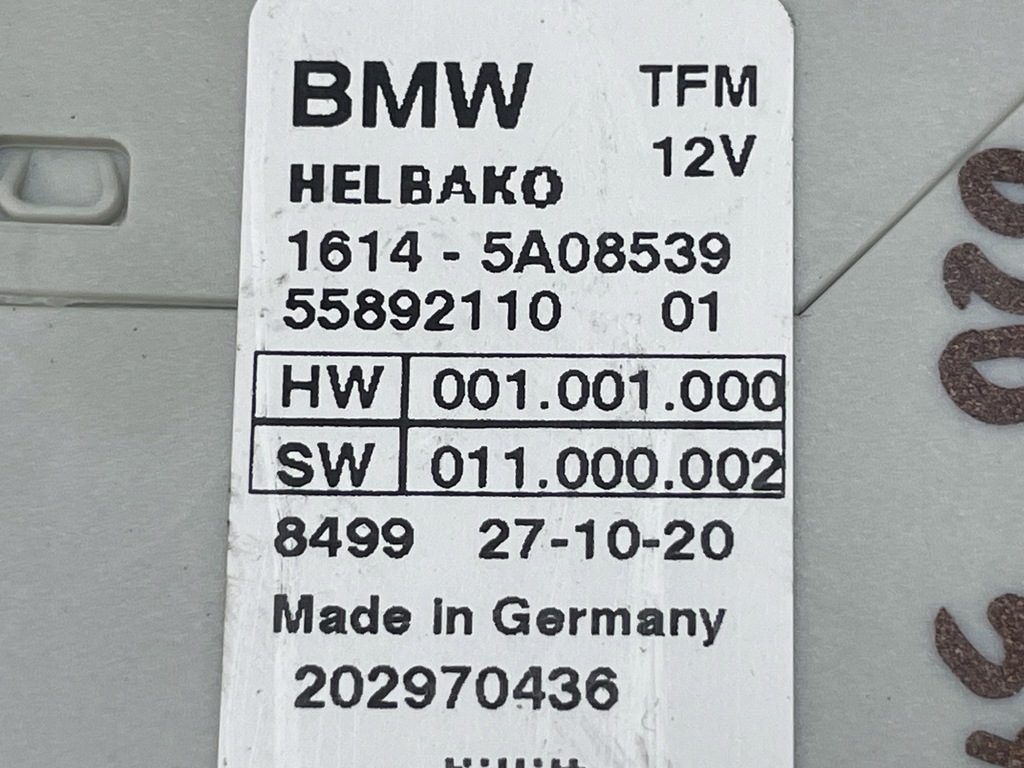 BMW TFM
12V
HELBAKO
1614 - 5A08539
55892110 01
HW 001.001.000
SW 011.000.002
8499 27-10-20
Made in Germany
202970436